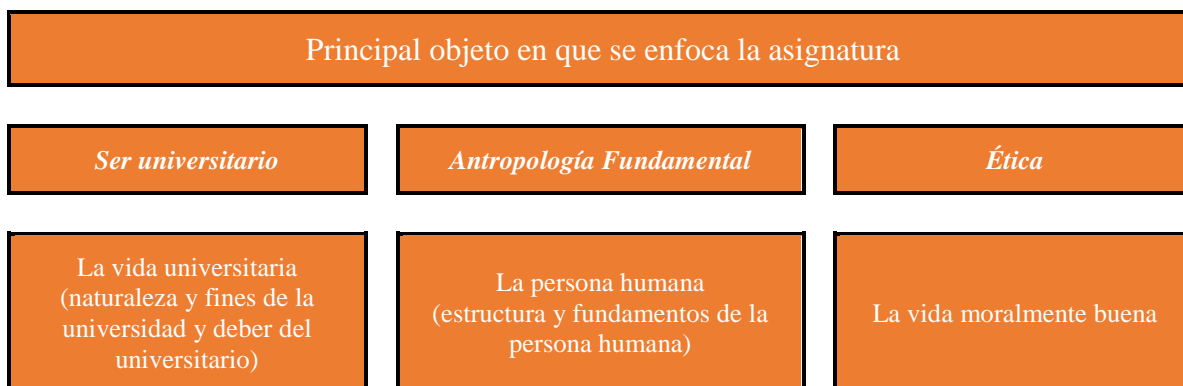 Principal objeto en que se enfoca la asignatura
Ser universitario
Antropología Fundamental
Ética
La vida universitaria
(naturaleza y fines de la
universidad y deber del
universitario)
La persona humana
(estructura y fundamentos de la
persona humana)
La vida moralmente buena